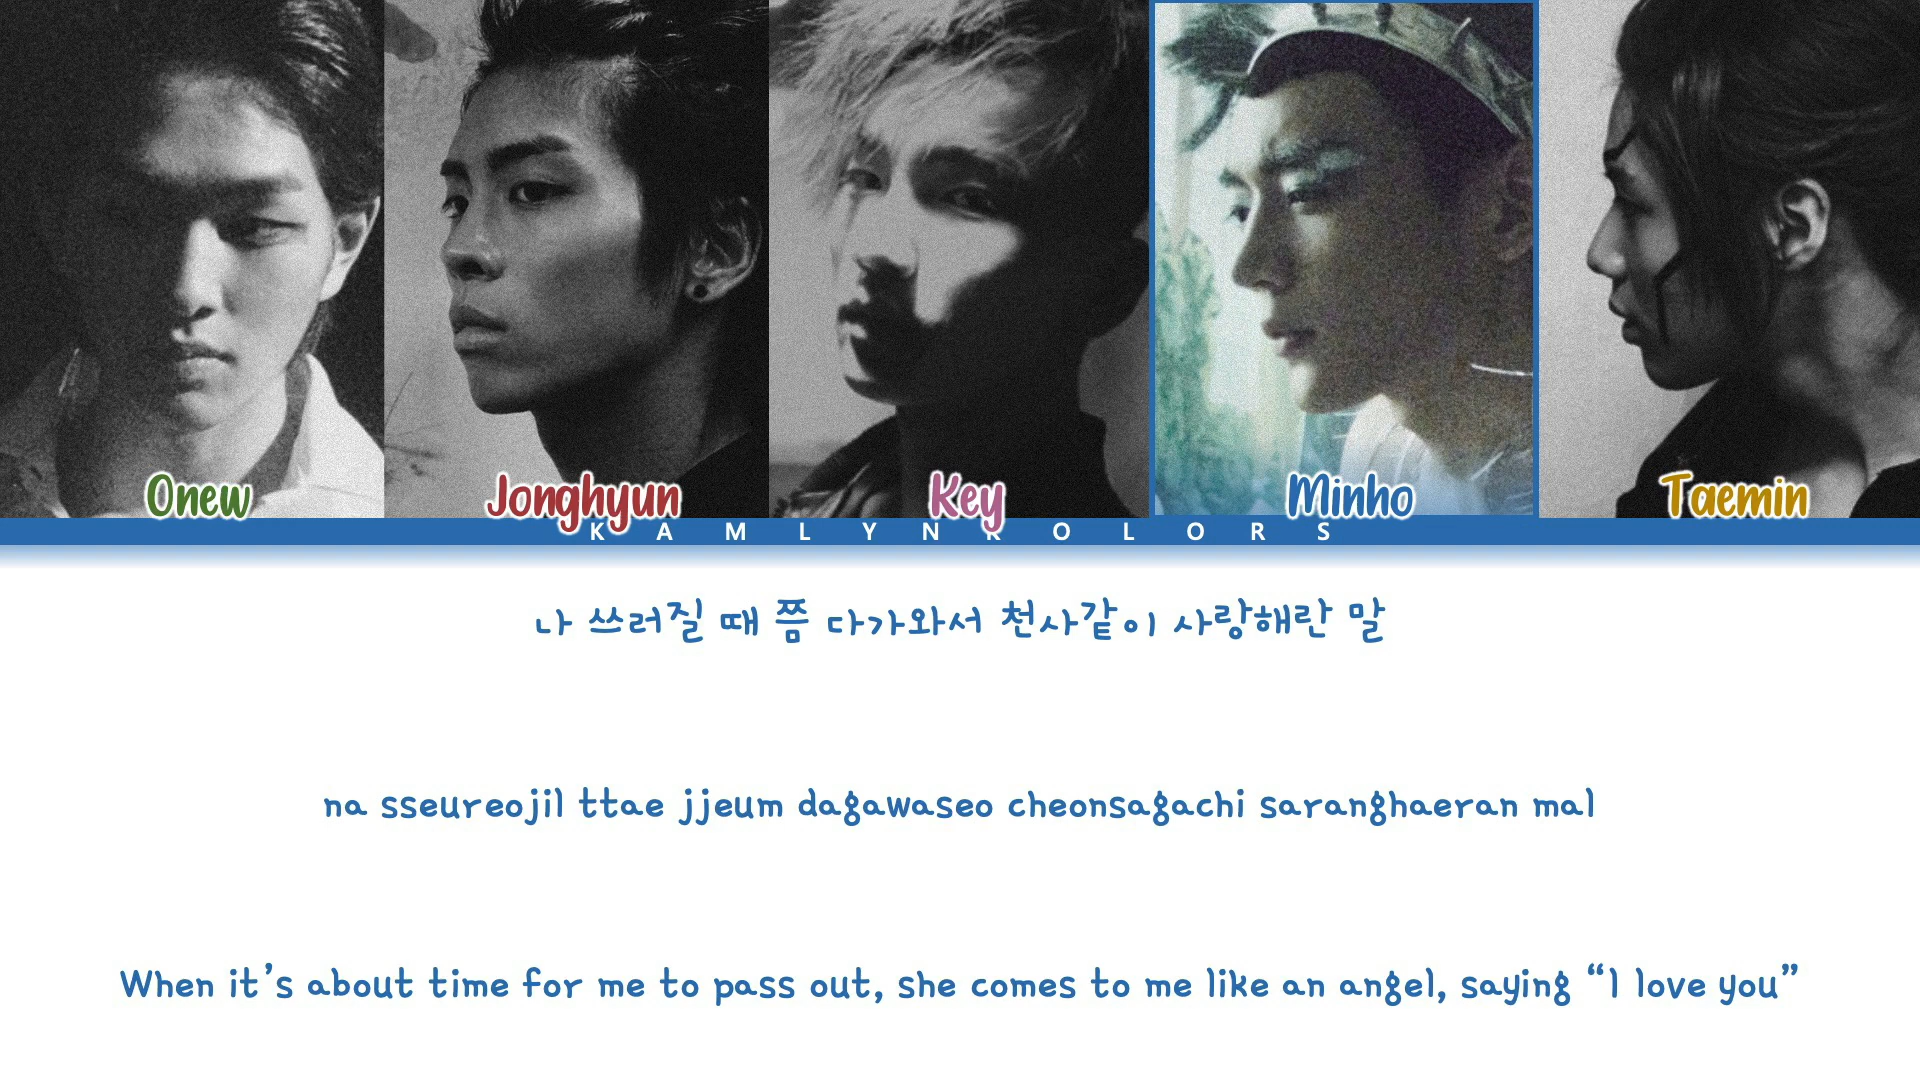 Onew Jonghyun Key Minho Taemin
KAMLYNKOLORS
나 쓰러질 때 쯤 다가와서 천사같이 사랑해란 말
na sseureojil ttae jjeum dagawaseo cheonsagachi saranghaeran mal
When it’s about time for me to pass out, she comes to me like an angel, saying “I love you”